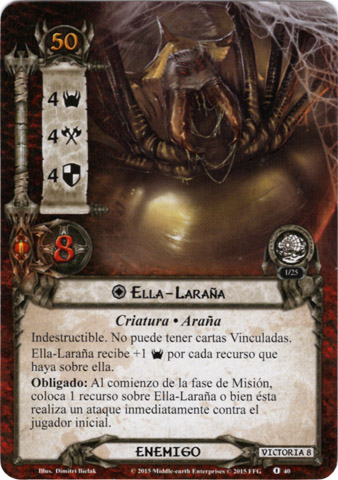 50
4
4
4
8
1/25
Ella-Laraña
Criatura • Araña
Indestructible. No puede tener cartas Vinculadas.
Ella-Laraña recibe +1 por cada recurso que
haya sobre ella.
Obligado: Al comienzo de la fase de Misión,
coloca 1 recurso sobre Ella-Laraña o bien ésta
realiza un ataque inmediatamente contra el
jugador inicial.
ENEMIGO
VICTORIA 8
Illus. Dimitri Bielak
© 2015 Middle-earth Enterprises © 2015 FFG
40